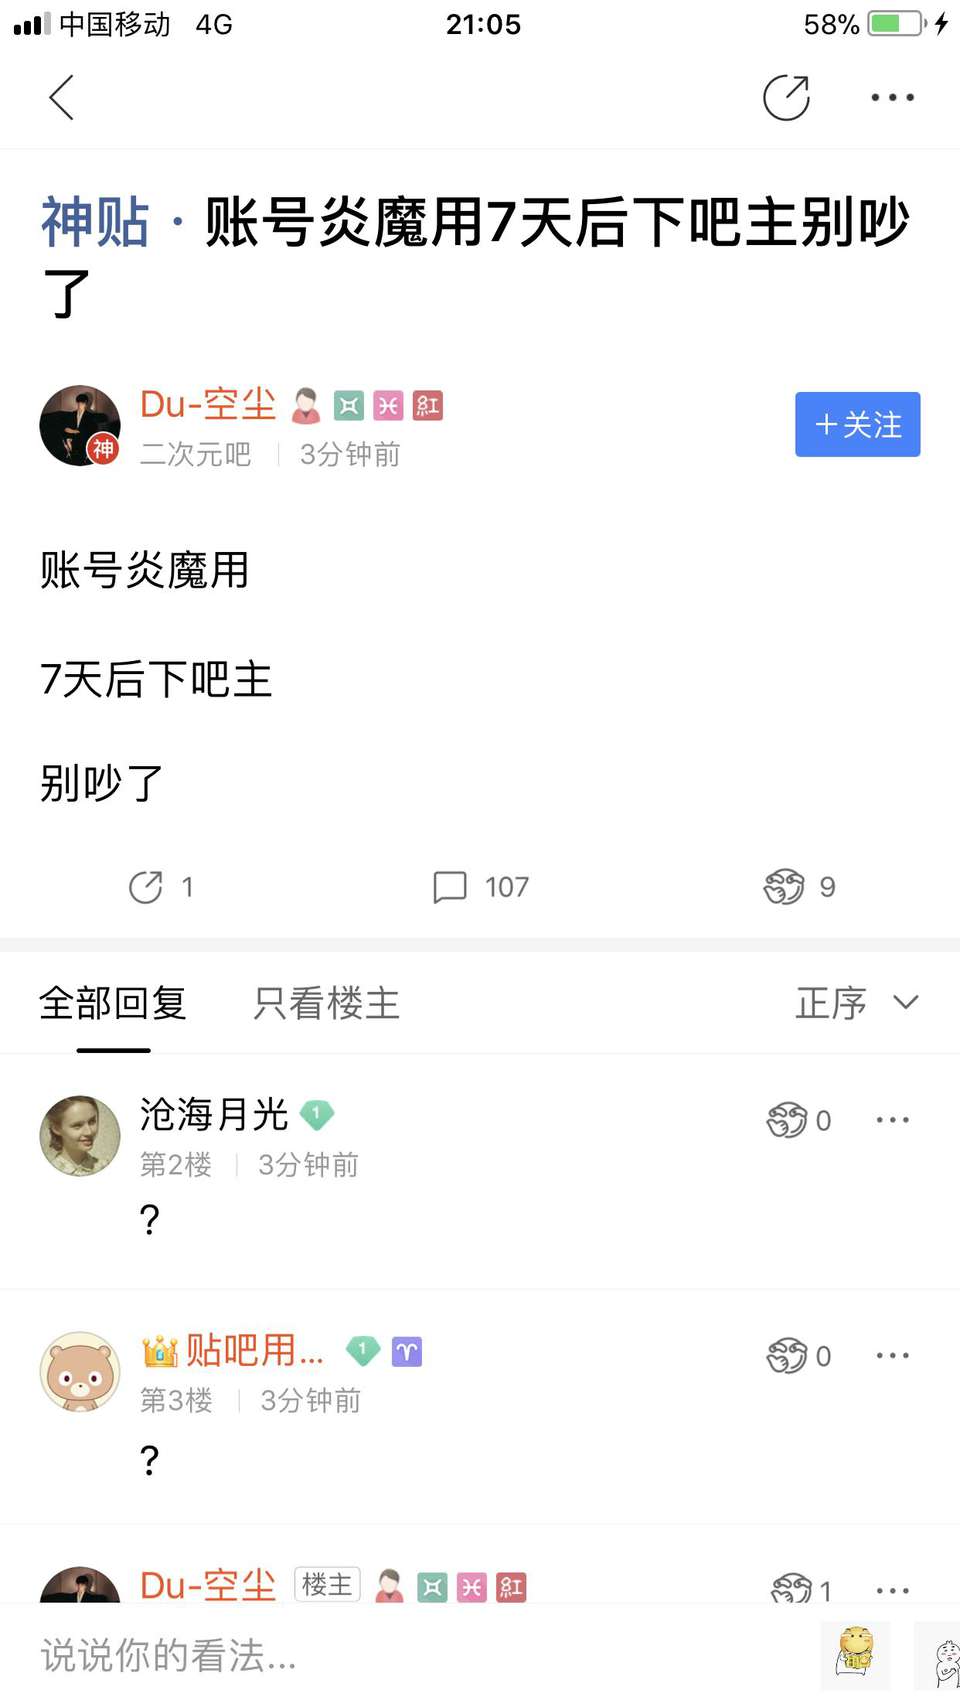 中国移动 4G 21:05 58%
神贴 · 账号炎魔用7天后下吧主别吵
了
Du-空尘 紅 +关注
神
二次元吧 | 3分钟前
账号炎魔用
7天后下吧主
别吵了
1 107 9
全部回复 只看楼主 正序
沧海月光 1 0
第2楼 | 3分钟前
?
贴吧用... 1 0
第3楼 | 3分钟前
?
Du-空尘 楼主 紅 1
说说你的看法...